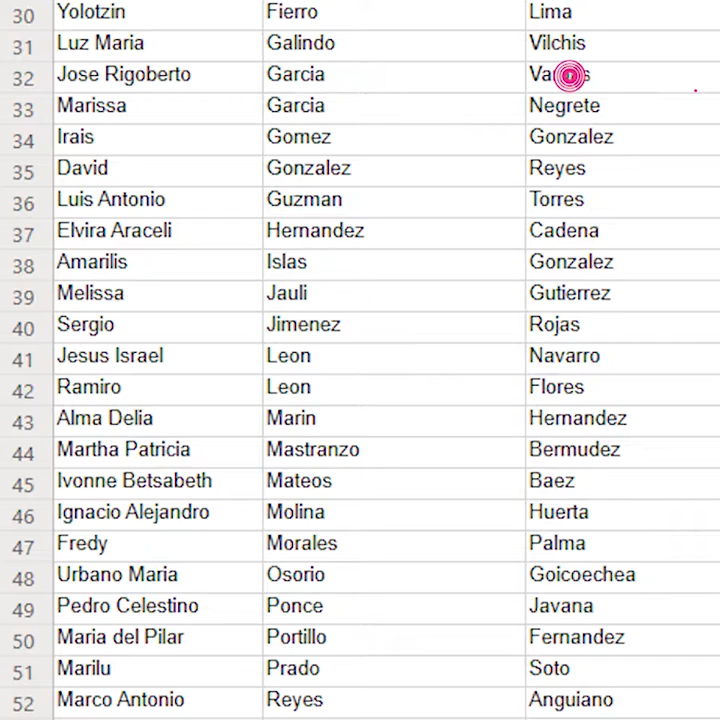 30 Yolotzin Fierro Lima
31 Luz Maria Galindo Vilchis
32 Jose Rigoberto Garcia
33 Marissa Garcia Negrete
34 Irais Gomez Gonzalez
35 David Gonzalez Reyes
36 Luis Antonio Guzman Torres
37 Elvira Araceli Hernandez Cadena
38 Amarilis Islas Gonzalez
39 Melissa Jauli Gutierrez
40 Sergio Jimenez Rojas
41 Jesus Israel Leon Navarro
42 Ramiro Leon Flores
43 Alma Delia Marin Hernandez
44 Martha Patricia Mastranzo Bermudez
45 Ivonne Betsabeth Mateos Baez
46 Ignacio Alejandro Molina Huerta
47 Fredy Morales Palma
48 Urbano Maria Osorio Goicoechea
49 Pedro Celestino Ponce Javana
50 Maria del Pilar Portillo Fernandez
51 Marilu Prado Soto
52 Marco Antonio Reyes Anguiano